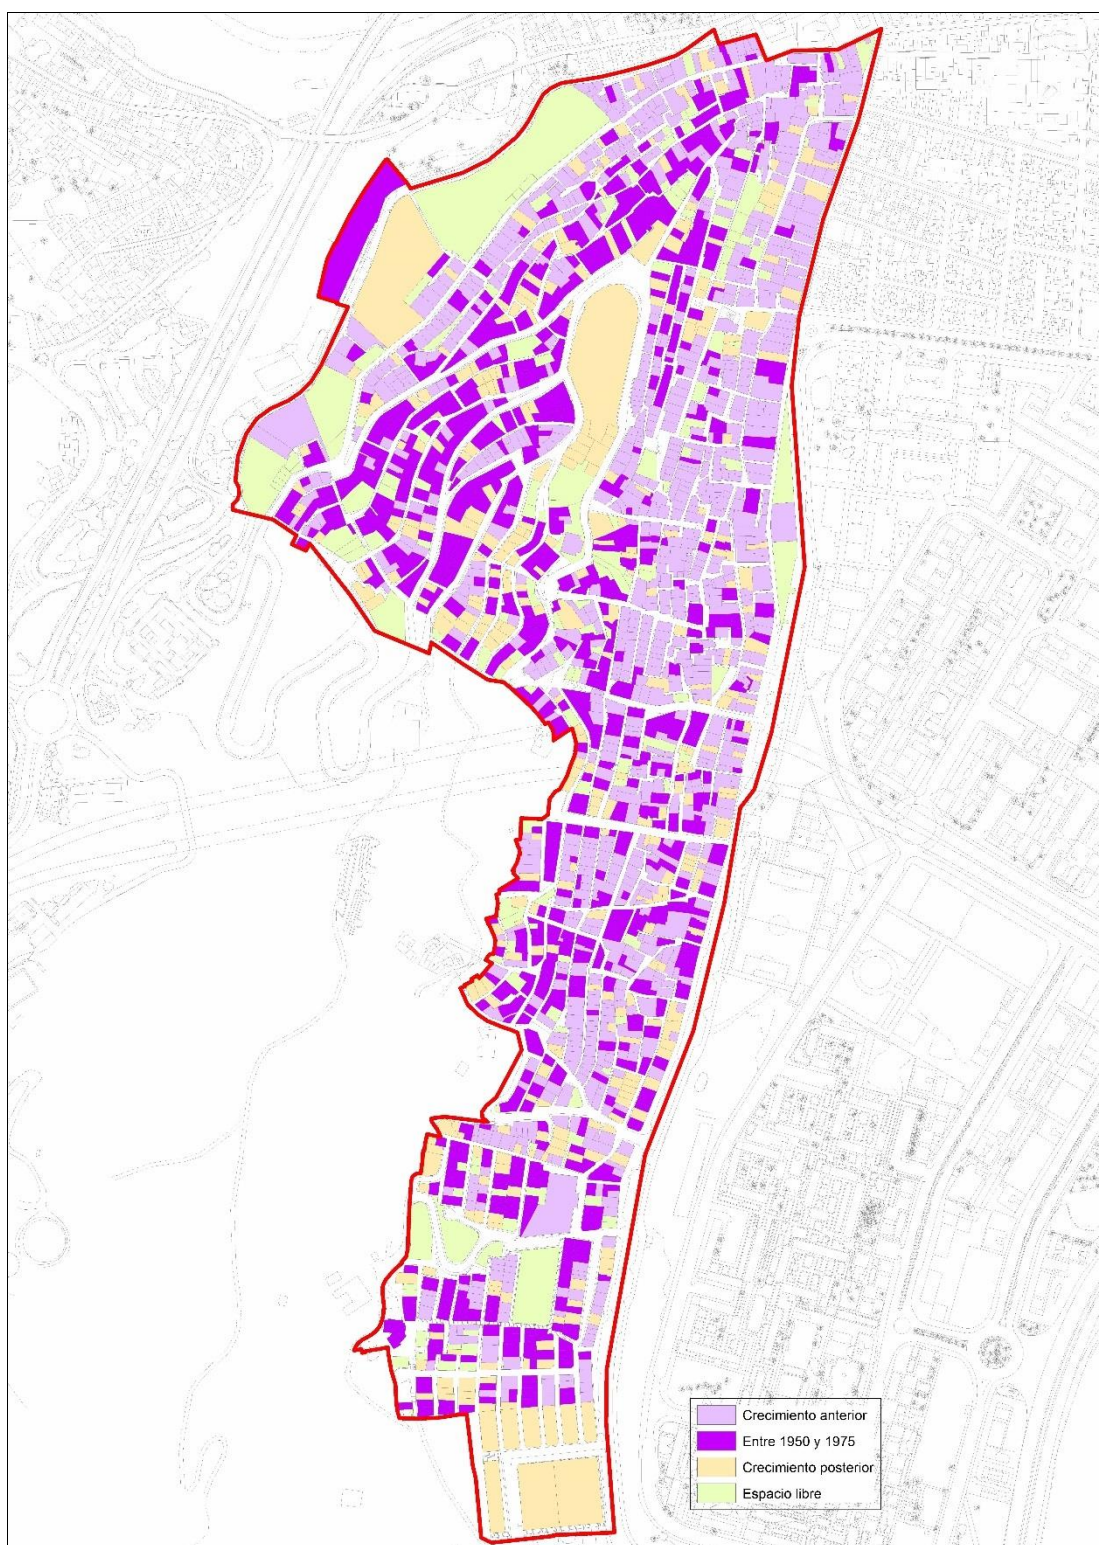 Crecimiento anterior
Entre 1950 y 1975
Crecimiento posterior
Espacio libre